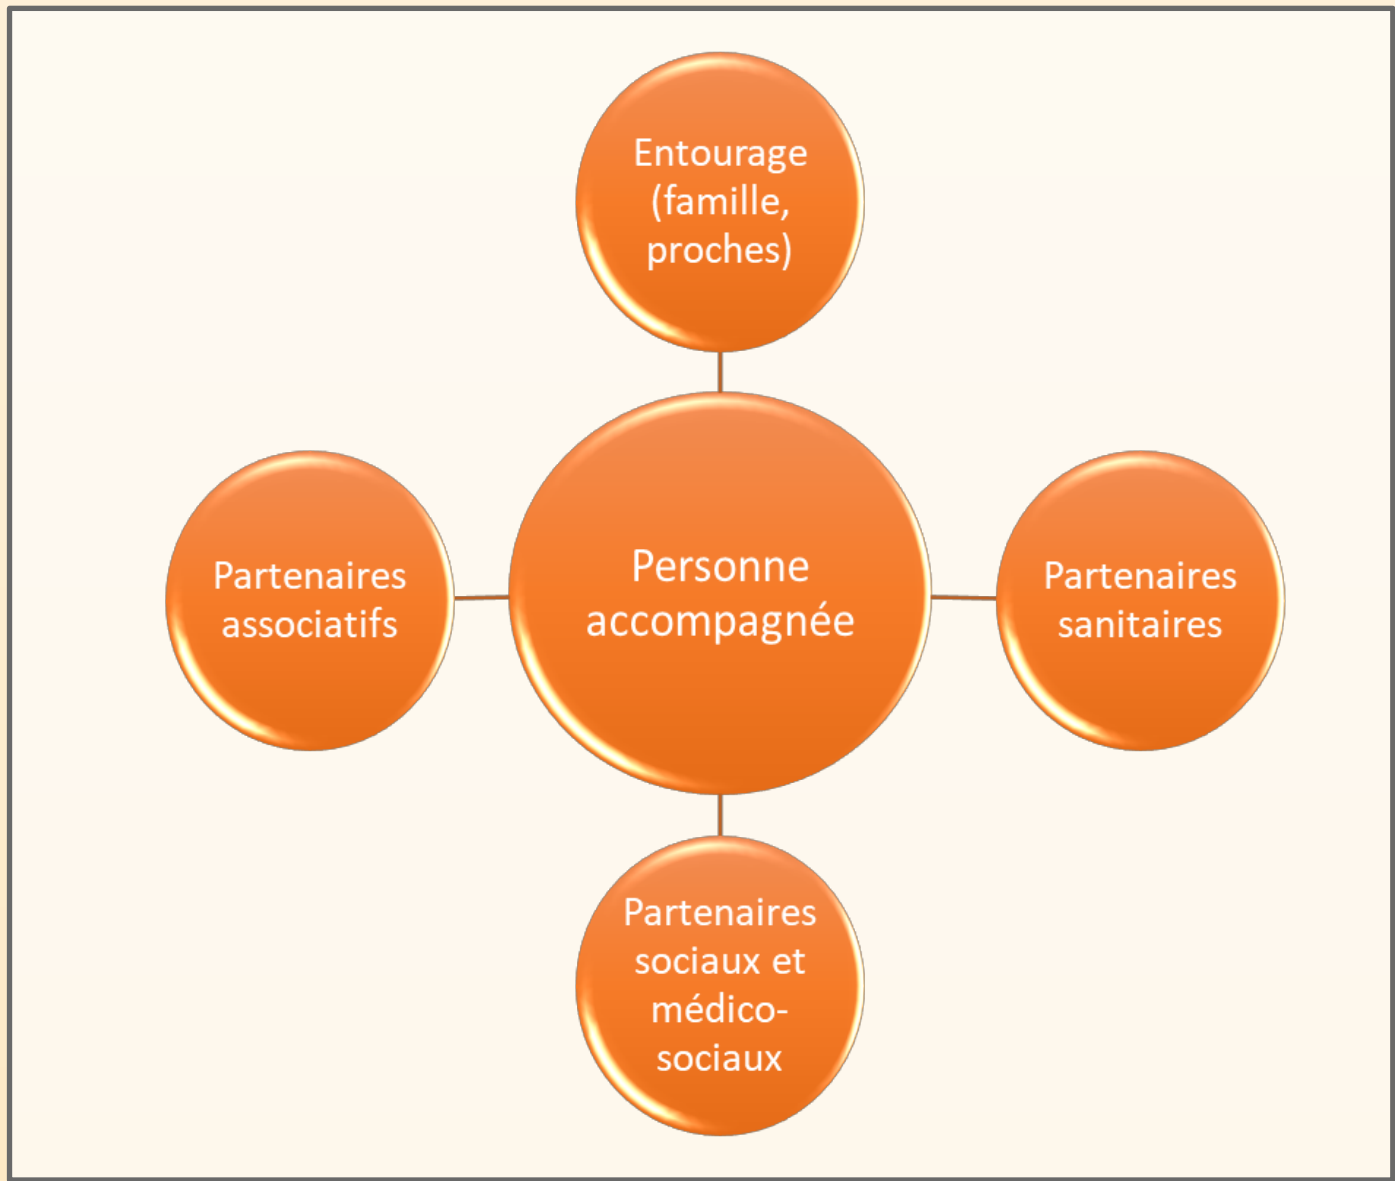 Entourage
(famille,
proches)
Personne
accompagnée
Partenaires
associatifs
Partenaires
sanitaires
Partenaires
sociaux et
médico-
sociaux